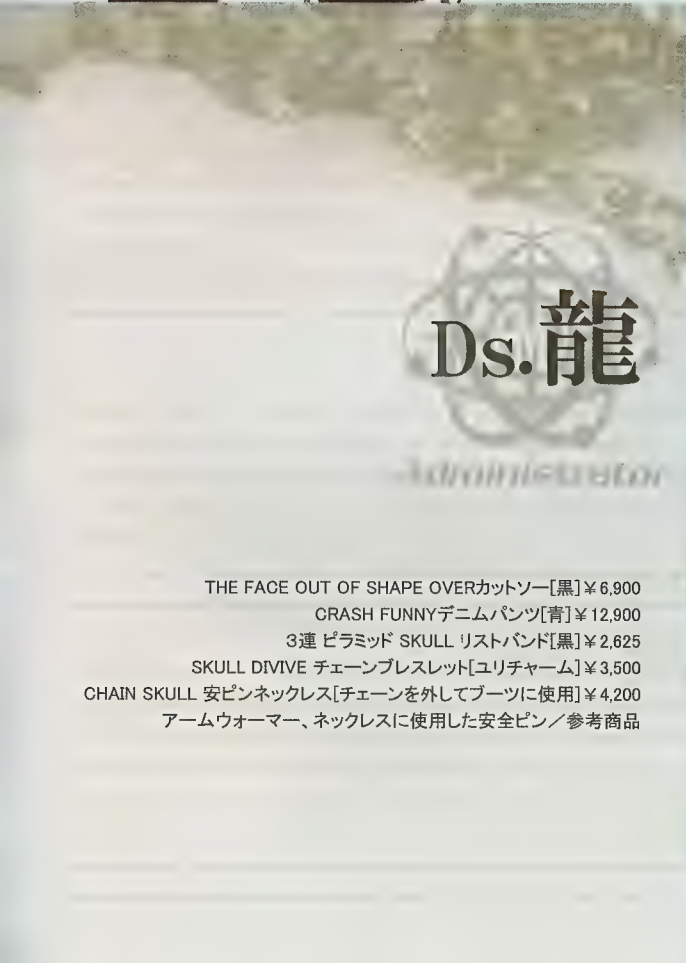 Ds.龍
Administrator
THE FACE OUT OF SHAPE OVERカットソー[黒]¥6,900
CRASH FUNNYデニムパンツ[青]¥12,900
3連 ピラミッド SKULL リストバンド[黒]¥2,625
SKULL DIVIVE チェーンブレスレット[ユリチャーム]¥3,500
CHAIN SKULL 安ピンネックレス[チェーンを外してブーツに使用]¥4,200
アームウォーマー、ネックレスに使用した安全ピン／参考商品